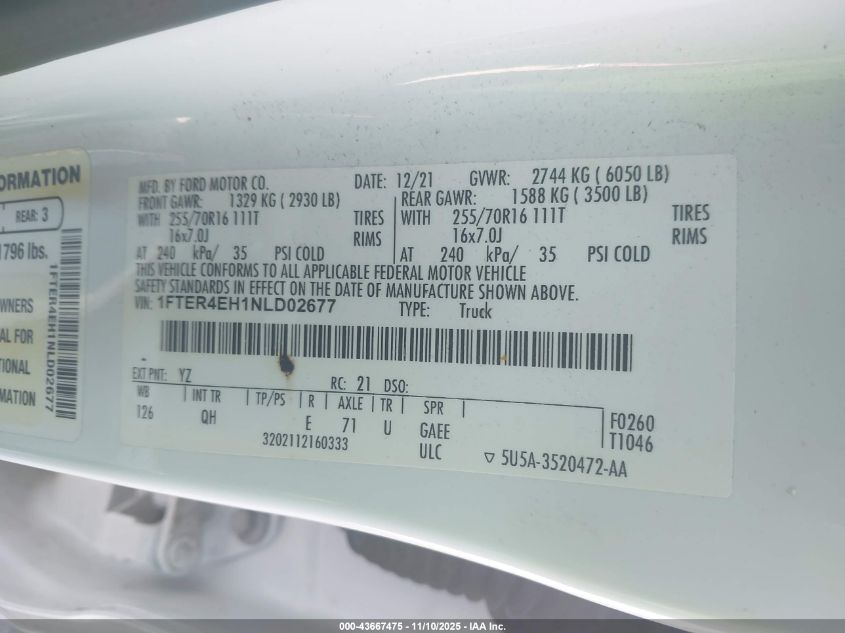 ORMATION
REAR: 3
1796 lbs.
WNERS
AL FOR
TIONAL
MATION
1FTER4EH1NLD02677
MFD. BY FORD MOTOR CO. DATE: 12/21 GVWR: 2744 KG ( 6050 LB)
FRONT GAWR: 1329 KG ( 2930 LB) REAR GAWR: 1588 KG ( 3500 LB)
WITH 255/70R16 111T TIRES WITH 255/70R16 111T TIRES
16x7.0J RIMS 16x7.0J RIMS
AT 240 kPa/ 35 PSI COLD AT 240 kPa/ 35 PSI COLD
THIS VEHICLE CONFORMS TO ALL APPLICABLE FEDERAL MOTOR VEHICLE
SAFETY STANDARDS IN EFFECT ON THE DATE OF MANUFACTURE SHOWN ABOVE.
VIN: 1FTER4EH1NLD02677 TYPE: Truck
EXT PNT: YZ RC: 21 DSO:
WB INT TR TP/PS R AXLE TR SPR
126 QH E 71 U GAEE F0260
3202112160333 ULC T1046
5U5A-3520472-AA
000-43667475 - 11/10/2025 - IAA Inc.